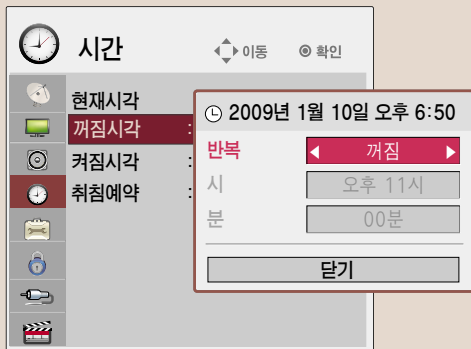 시간
이동 확인
현재시각
꺼짐시각 :
켜짐시각 :
취침예약 :
2009년 1월 10일 오후 6:50
반복 꺼짐
시 오후 11시
분 00분
닫기